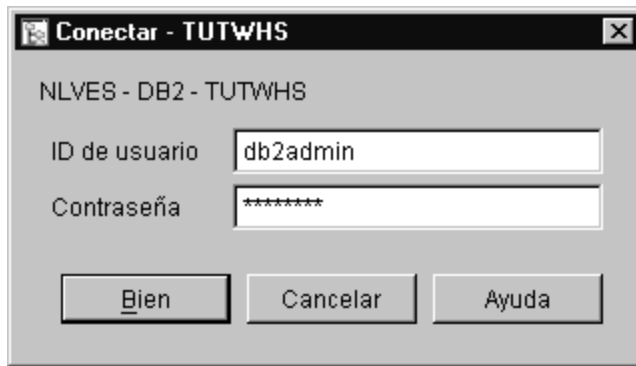 Conectar - TUTWHS
NLVES - DB2 - TUTWHS
ID de usuario db2admin
Contraseña ********
Bien Cancelar Ayuda